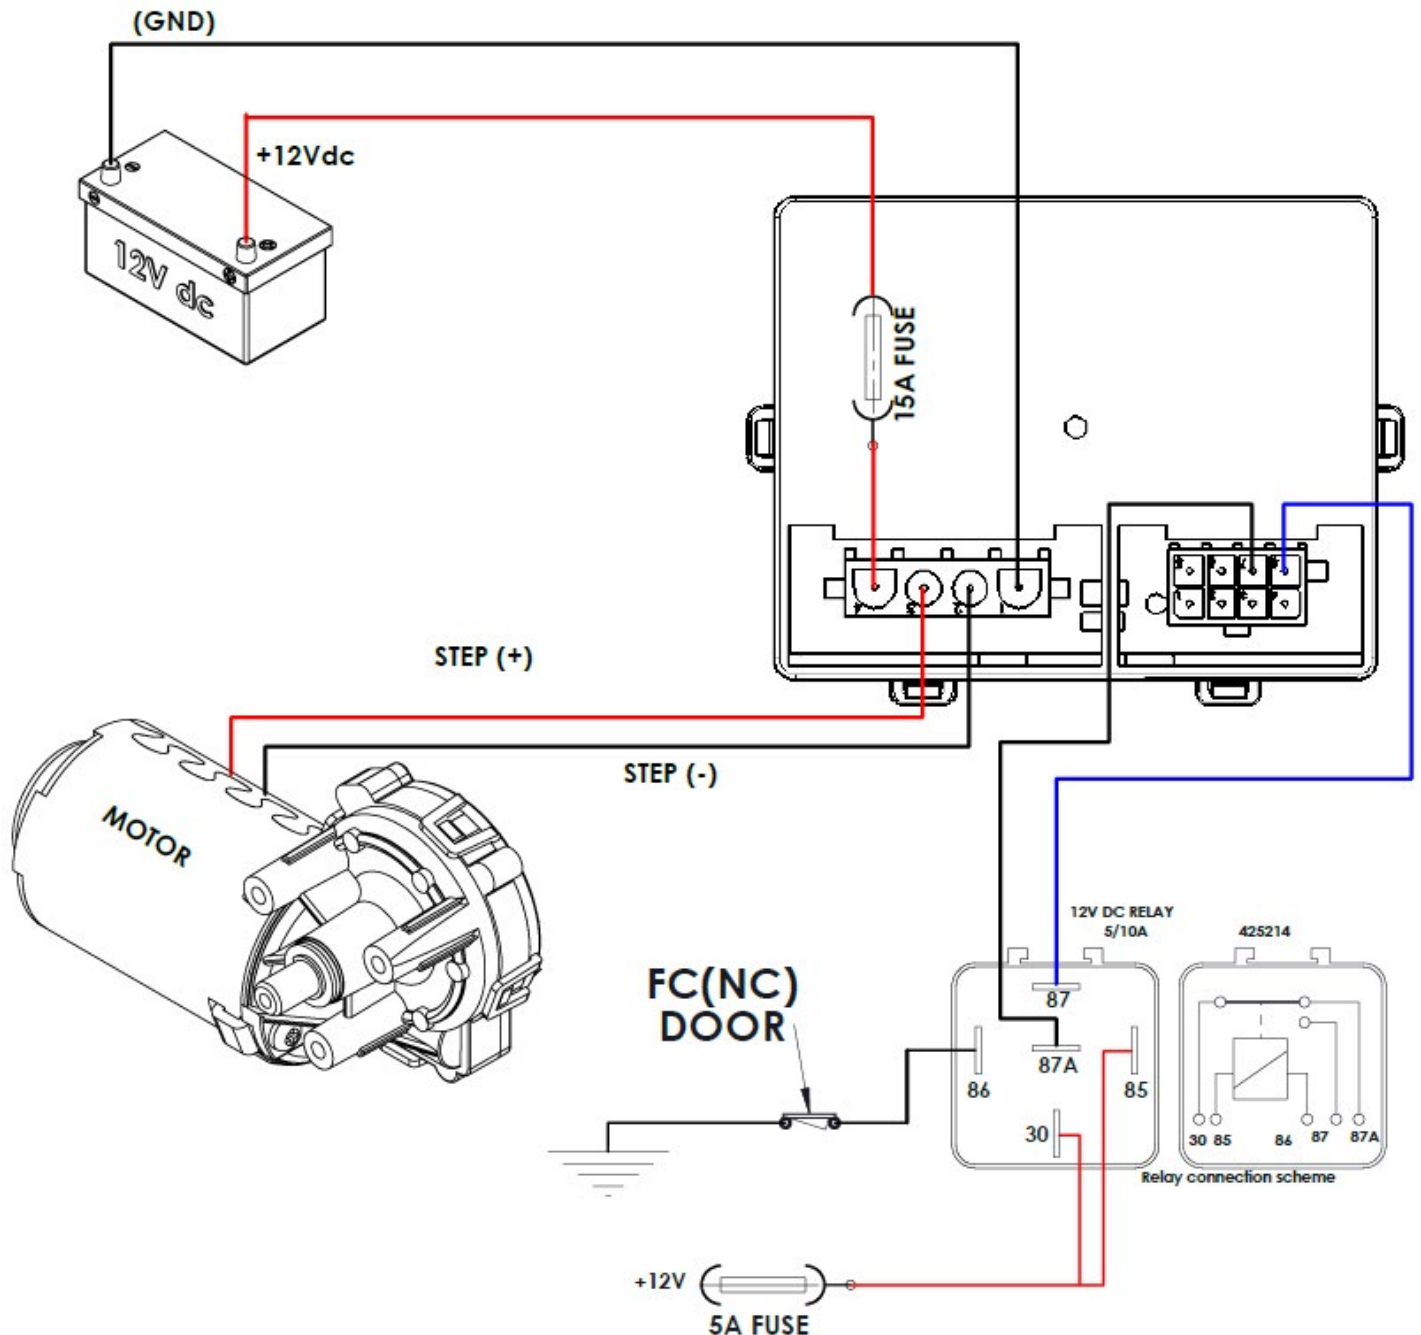 (GND)
+12Vdc
12V dc
15A FUSE
STEP (+)
STEP (-)
MOTOR
12V DC RELAY
5/10A
425214
FC(NC)
DOOR
87
86
87A
85
30
30 85 86 87 87A
Relay connection scheme
+12V
5A FUSE